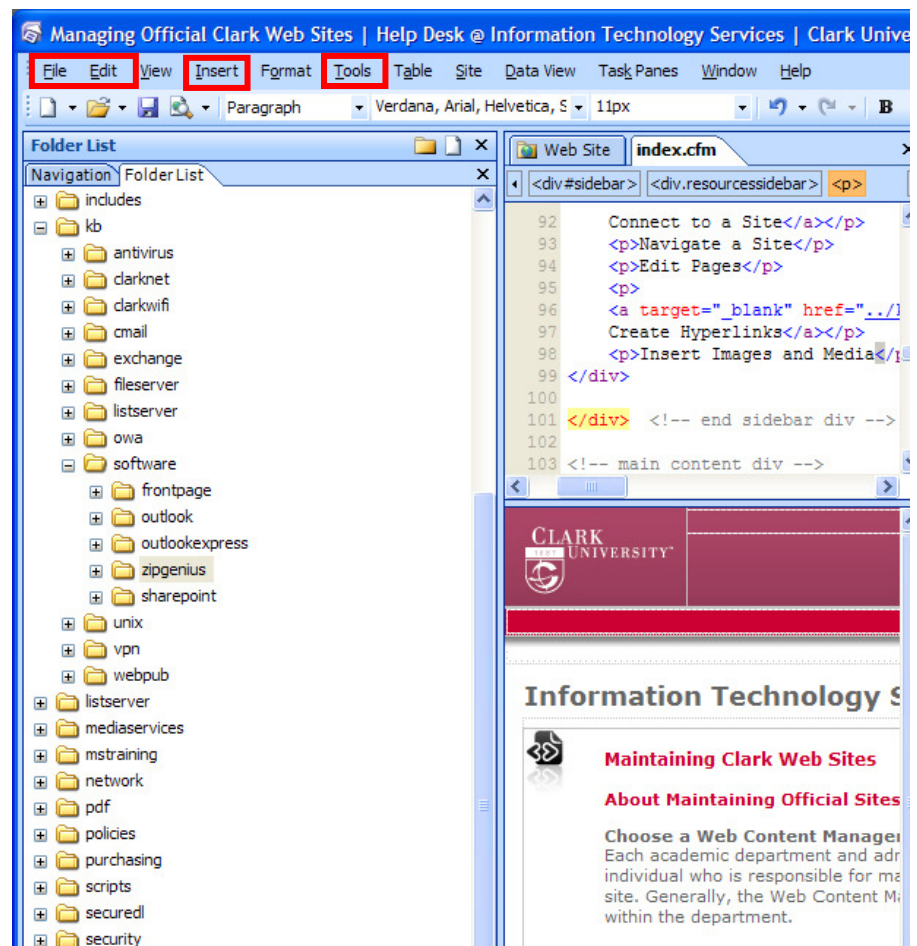 Managing Official Clark Web Sites | Help Desk @ Information Technology Services | Clark Unive
File Edit View Insert Format Tools Table Site Data View Task Panes Window Help
Paragraph Verdana, Arial, Helvetica, S 11px B
Folder List
Navigation Folder List
includes
kb
antivirus
clarknet
clarkwifi
cmail
exchange
fileserver
listserver
owa
software
frontpage
outlook
outlookexpress
zipgenius
sharepoint
unix
vpn
webpub
listserver
mediaservices
mstraining
network
pdf
policies
purchasing
scripts
securedl
security
Web Site index.cfm
<div#sidebar> <div.resourcessidebar> <p>
92 Connect to a Site</a></p>
93 <p>Navigate a Site</p>
94 <p>Edit Pages</p>
95 <p>
96 <a target="_blank" href="../
97 Create Hyperlinks</a></p>
98 <p>Insert Images and Media</p
99 </div>
100
101 </div> <!-- end sidebar div -->
102
103 <!-- main content div -->
CLARK
1887 UNIVERSITY
Information Technology S
Maintaining Clark Web Sites
About Maintaining Official Sites
Choose a Web Content Manager
Each academic department and adr
individual who is responsible for ma
site. Generally, the Web Content Ma
within the department.